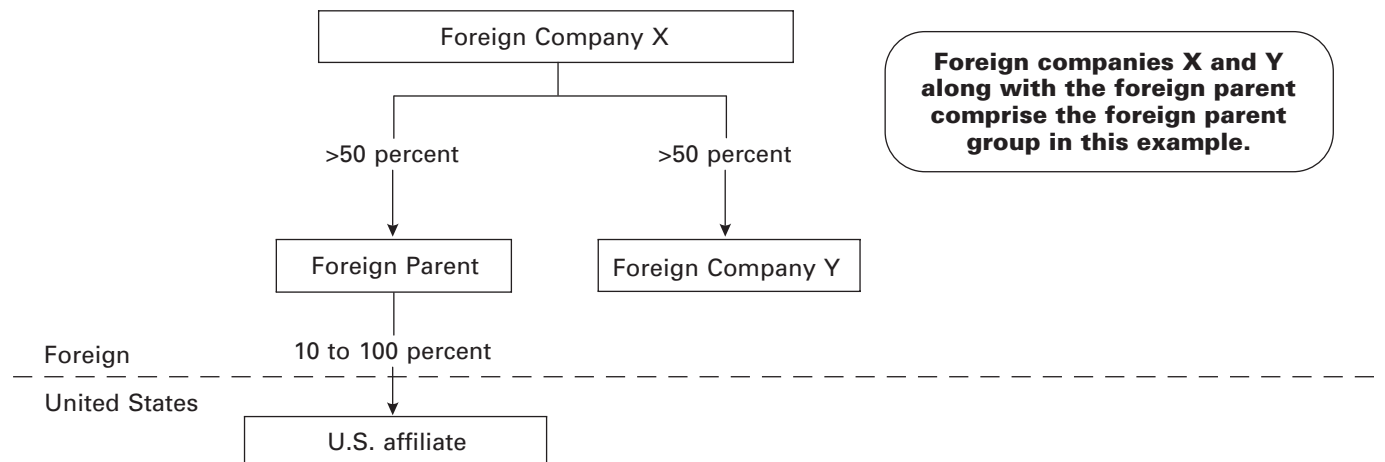 Foreign Company X
Foreign companies X and Y
along with the foreign parent
comprise the foreign parent
group in this example.
>50 percent
>50 percent
Foreign Parent
Foreign Company Y
Foreign
10 to 100 percent
United States
U.S. affiliate